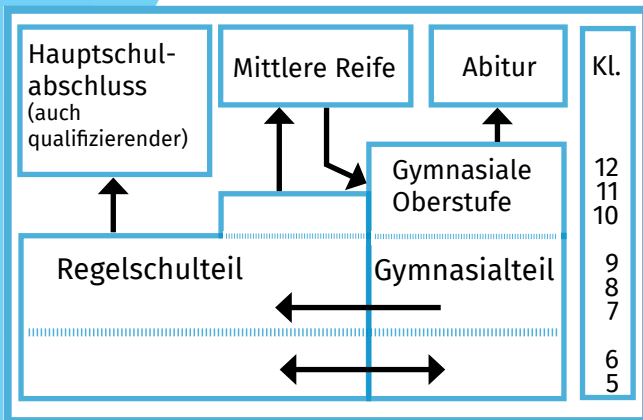 Hauptschul-
abschluss
(auch
qualifizierender)
Mittlere Reife
Abitur
Kl.
Gymnasiale
Oberstufe
12
11
10
Regelschulteil
Gymnasialteil
9
8
7
6
5